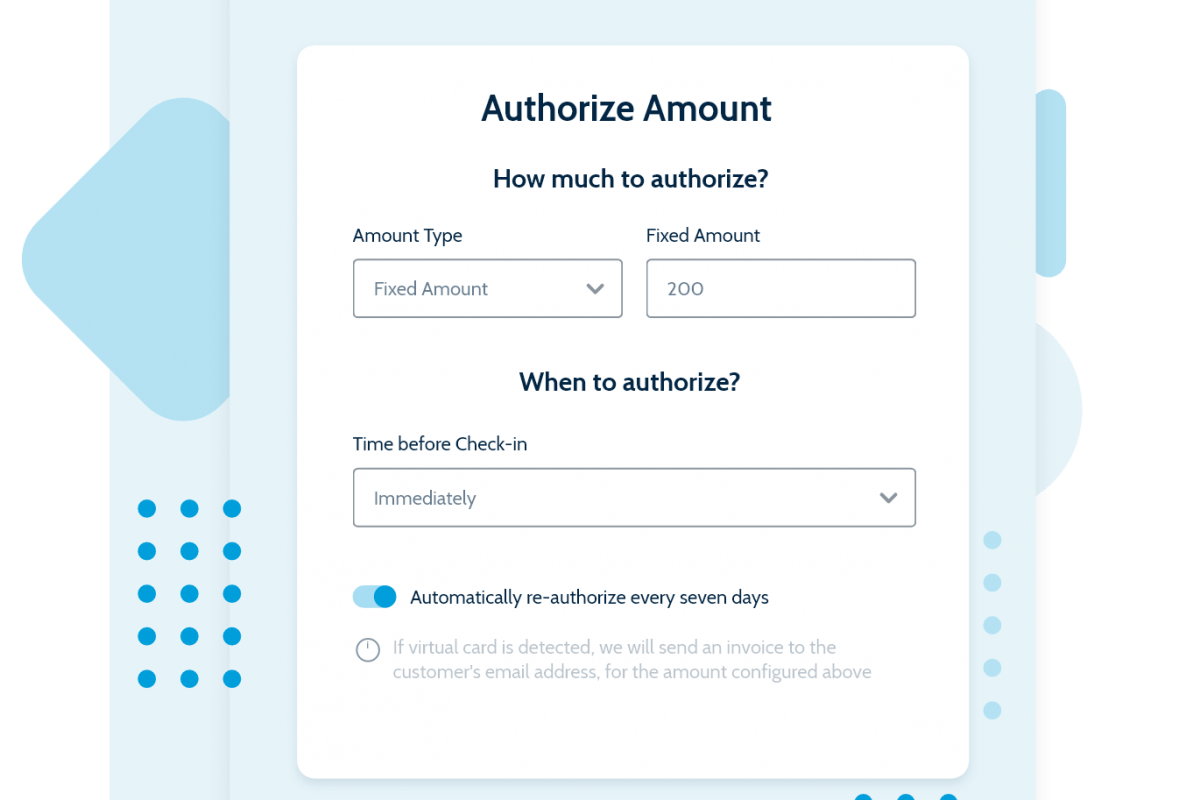 Authorize Amount
How much to authorize?
Amount Type
Fixed Amount
Fixed Amount
200
When to authorize?
Time before Check-in
Immediately
Automatically re-authorize every seven days
If virtual card is detected, we will send an invoice to the
customer's email address, for the amount configured above